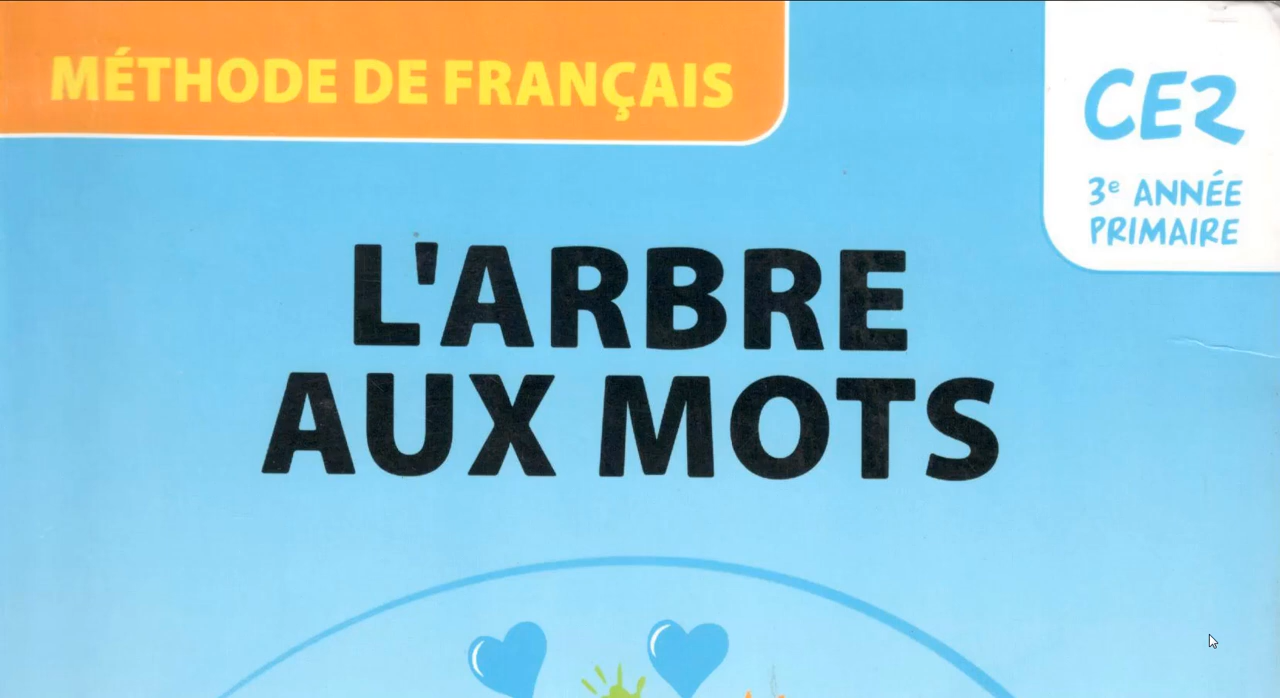 MÉTHODE DE FRANÇAIS
CE2
3e ANNÉE
PRIMAIRE
L'ARBRE
AUX MOTS